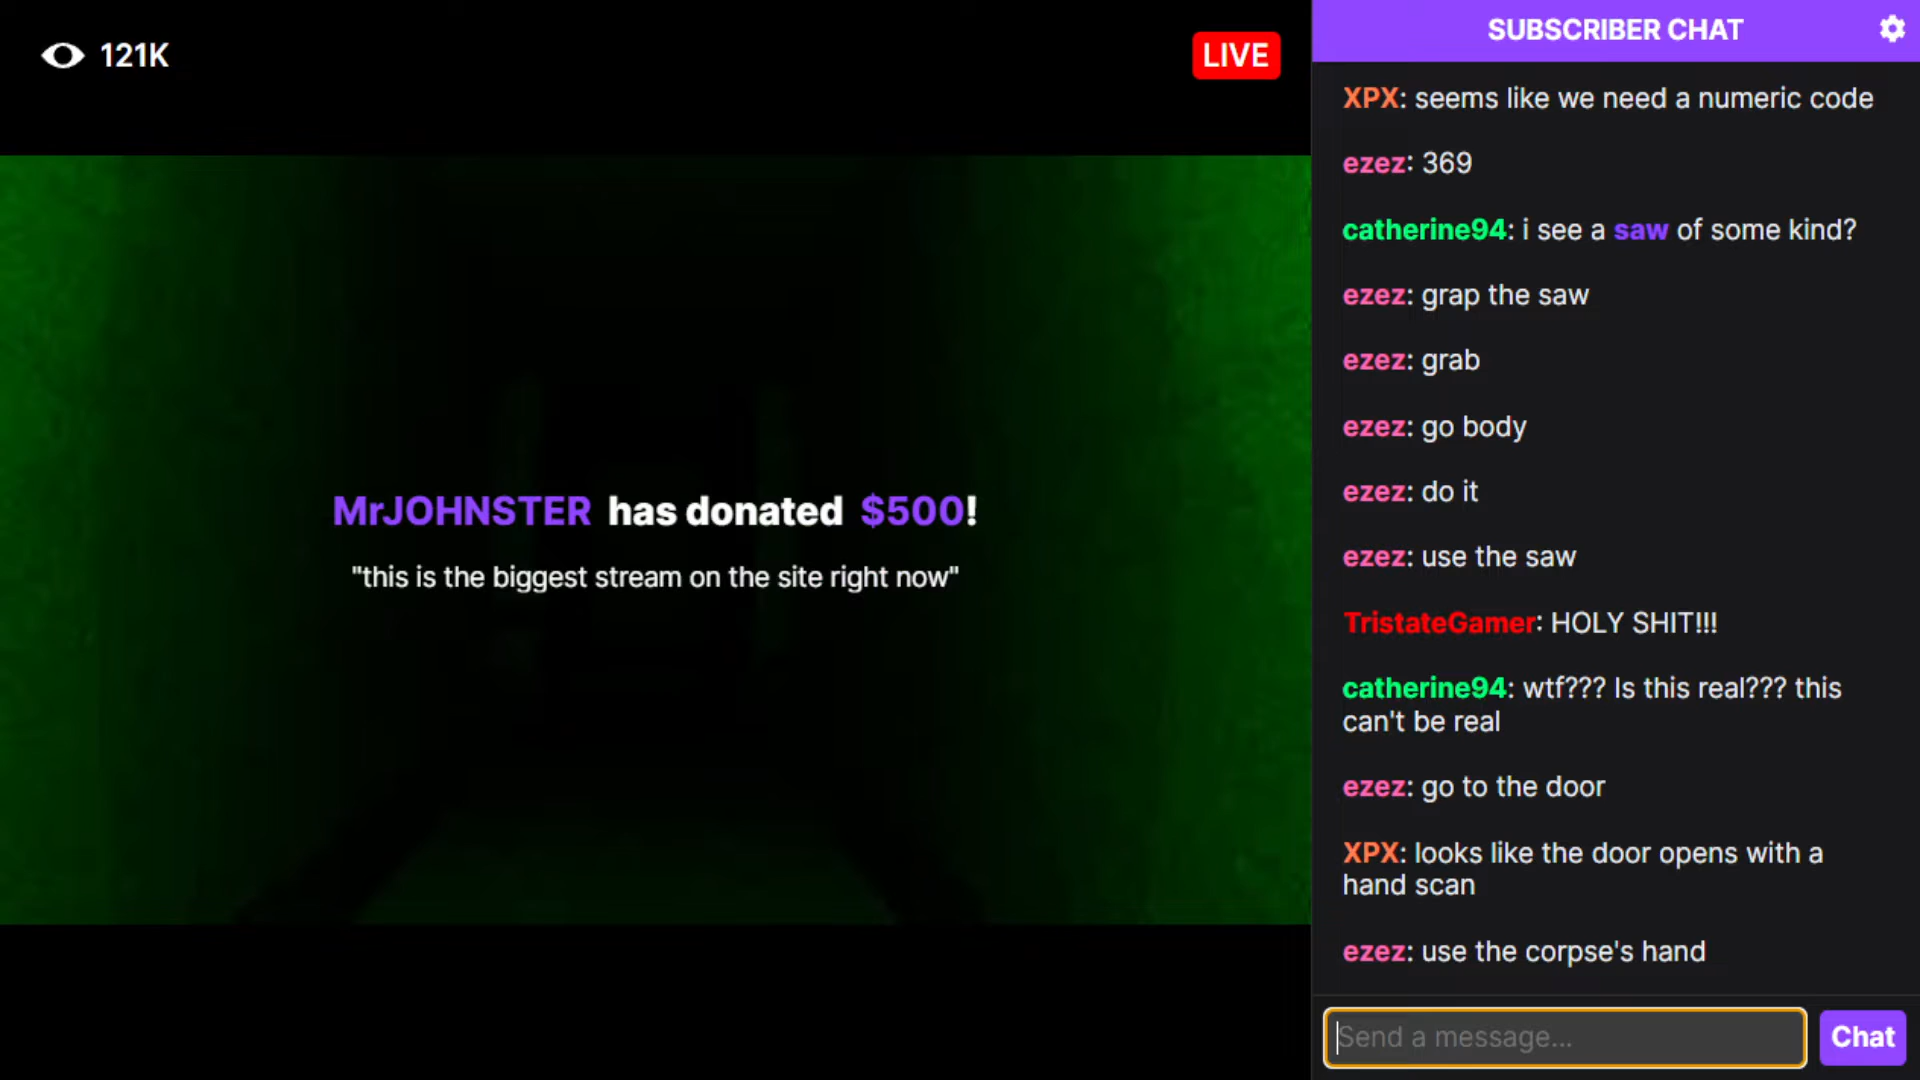 121K
LIVE
MrJOHNSTER has donated $500!
"this is the biggest stream on the site right now"
SUBSCRIBER CHAT
XPX: seems like we need a numeric code
ezez: 369
catherine94: i see a saw of some kind?
ezez: grap the saw
ezez: grab
ezez: go body
ezez: do it
ezez: use the saw
TristateGamer: HOLY SHIT!!!
catherine94: wtf??? Is this real??? this
can't be real
ezez: go to the door
XPX: looks like the door opens with a
hand scan
ezez: use the corpse's hand
Send a message...
Chat